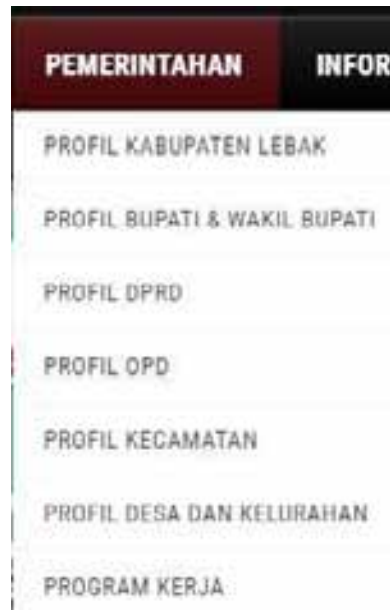 PEMERINTAHAN INFOR
PROFIL KABUPATEN LEBAK
PROFIL BUPATI & WAKIL BUPATI
PROFIL DPRD
PROFIL OPD
PROFIL KECAMATAN
PROFIL DESA DAN KELURAHAN
PROGRAM KERJA